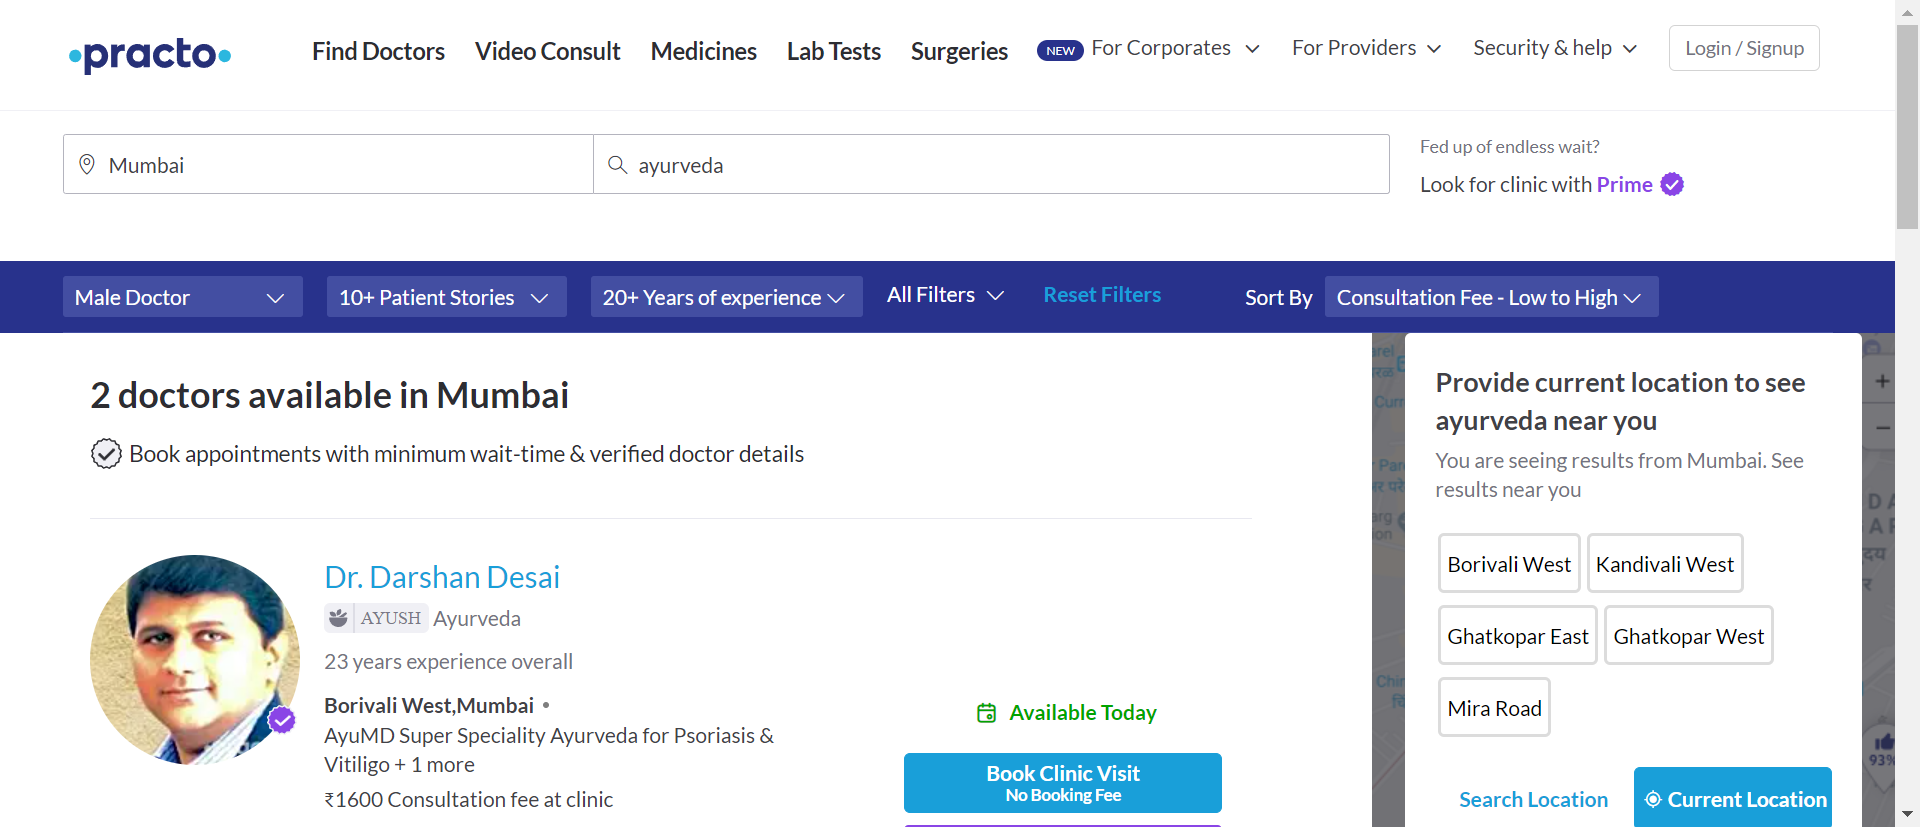 practo
Find Doctors
Video Consult
Medicines
Lab Tests
Surgeries
NEW
For Corporates
For Providers
Security & help
Login / Signup
Mumbai
ayurveda
Fed up of endless wait?
Look for clinic with Prime
Male Doctor
10+ Patient Stories
20+ Years of experience
All Filters
Reset Filters
Sort By
Consultation Fee - Low to High
2 doctors available in Mumbai
Book appointments with minimum wait-time & verified doctor details
Dr. Darshan Desai
AYUSH Ayurveda
23 years experience overall
Borivali West,Mumbai •
AyuMD Super Speciality Ayurveda for Psoriasis &
Vitiligo + 1 more
₹1600 Consultation fee at clinic
Available Today
Book Clinic Visit
No Booking Fee
Provide current location to see
ayurveda near you
You are seeing results from Mumbai. See
results near you
Borivali West
Kandivali West
Ghatkopar East
Ghatkopar West
Mira Road
Search Location
Current Location
93%